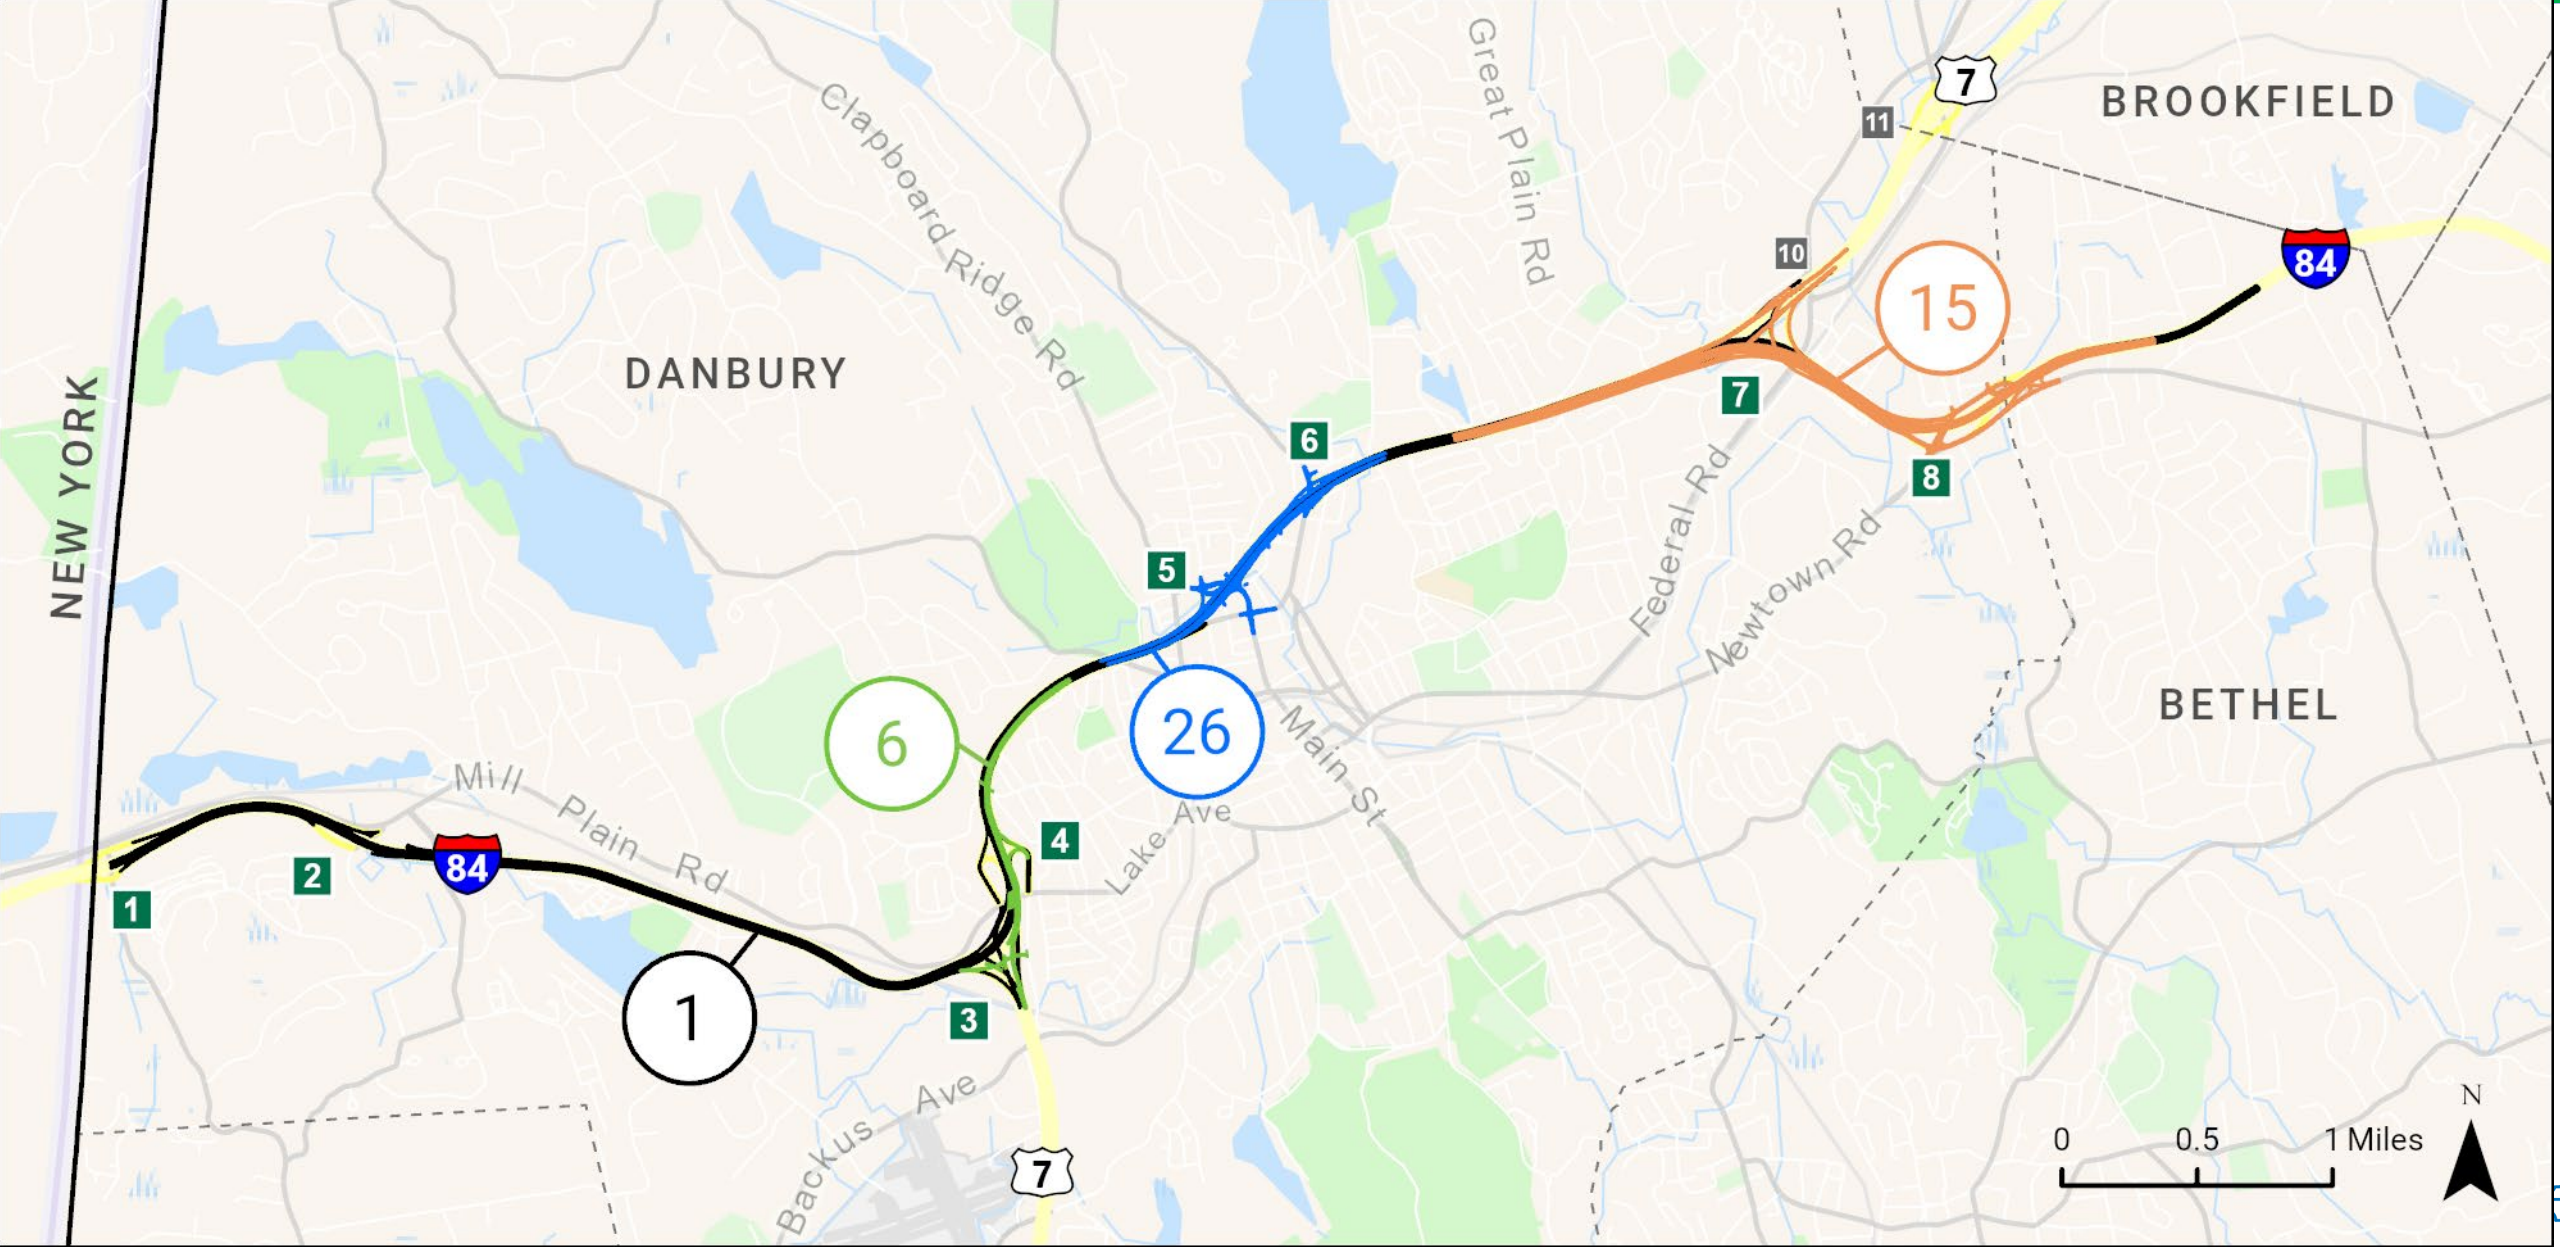 Great Plain Rd
7
BROOKFIELD
Clapboard Ridge Rd
11
10
84
15
DANBURY
NEW YORK
7
6
8
5
Federal Rd
Newtown Rd
BETHEL
6
26
Main St
Mill Plain Rd
4
Lake Ave
84
2
1
1
3
Backus Ave
7
N
0 0.5 1 Miles